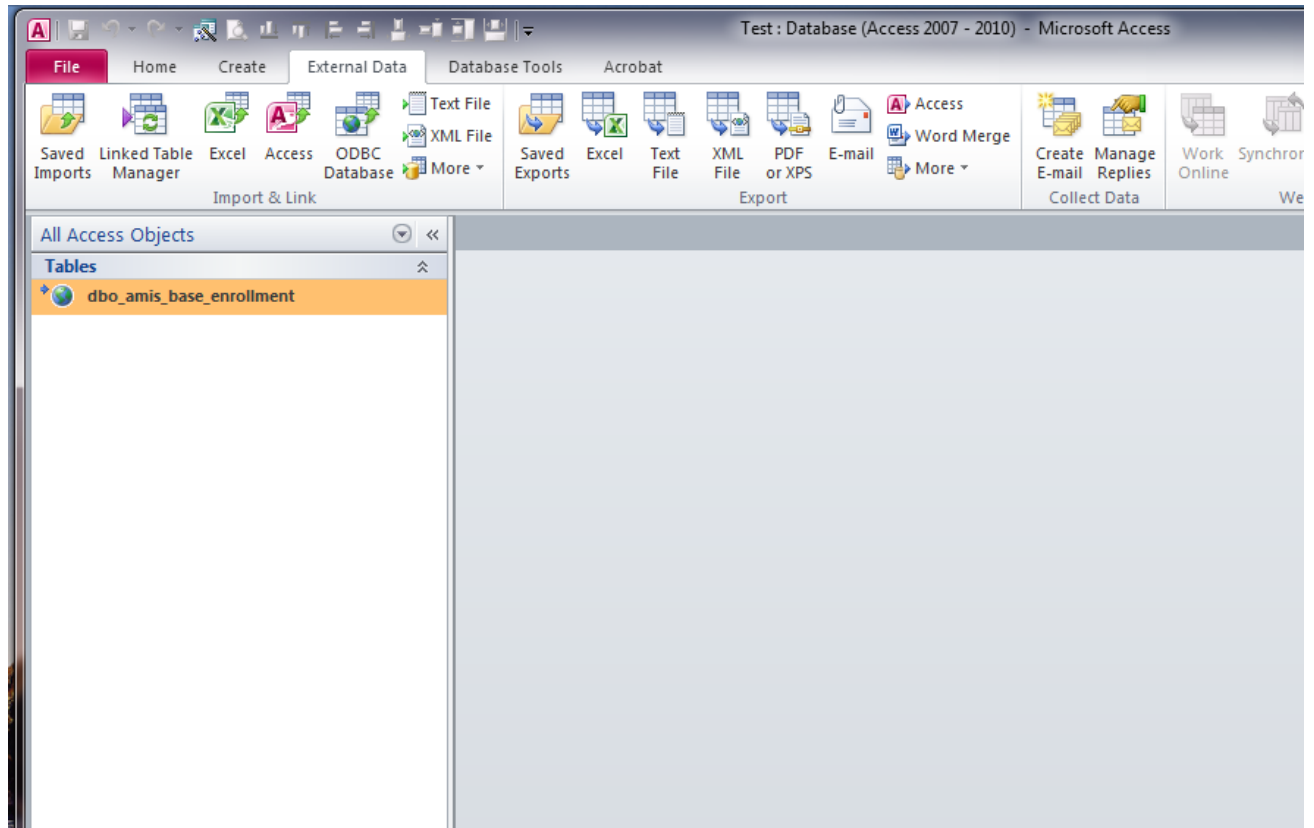 Test : Database (Access 2007 - 2010) - Microsoft Access
File Home Create External Data Database Tools Acrobat
Saved Imports
Linked Table Manager
Excel
Access
ODBC Database
Text File
XML File
More
Import & Link
Saved Exports
Excel
Text File
XML File
PDF or XPS
E-mail
Access
Word Merge
More
Export
Create E-mail
Manage Replies
Collect Data
Work Online
Synchron
We
All Access Objects
Tables
dbo_amis_base_enrollment